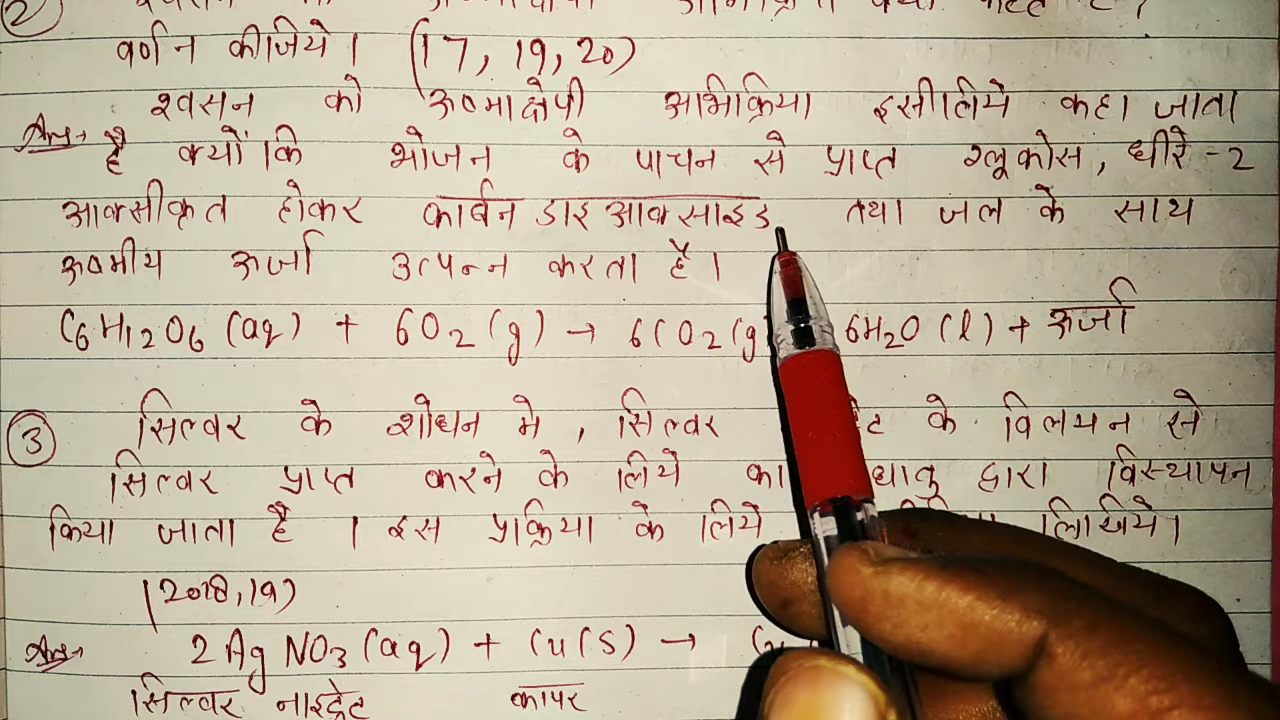 2
वर्णन कीजिये। (17, 19, 20)
श्वसन को ऊष्माक्षेपी अभिक्रिया इसीलिये कहा जाता
Ans→ है क्योंकि भोजन के पाचन से प्राप्त ग्लूकोस, धीरे-2
आक्सीकृत होकर कार्बन डाइ आक्साइड तथा जल के साथ
ऊष्मीय ऊर्जा उत्पन्न करता है।
C6H12O6 (aq) + 6O2 (g) → 6CO2 (g 6H2O (l) + ऊर्जा
3 सिल्वर के शोधन मे, सिल्वर के विलयन से
सिल्वर प्राप्त करने के लिये का धातु द्वारा विस्थापन
किया जाता है। इस प्रक्रिया के लिये लिखिये।
(2018, 19)
Ans→ 2AgNO3 (aq) + Cu(s) →
सिल्वर नाइट्रेट कापर